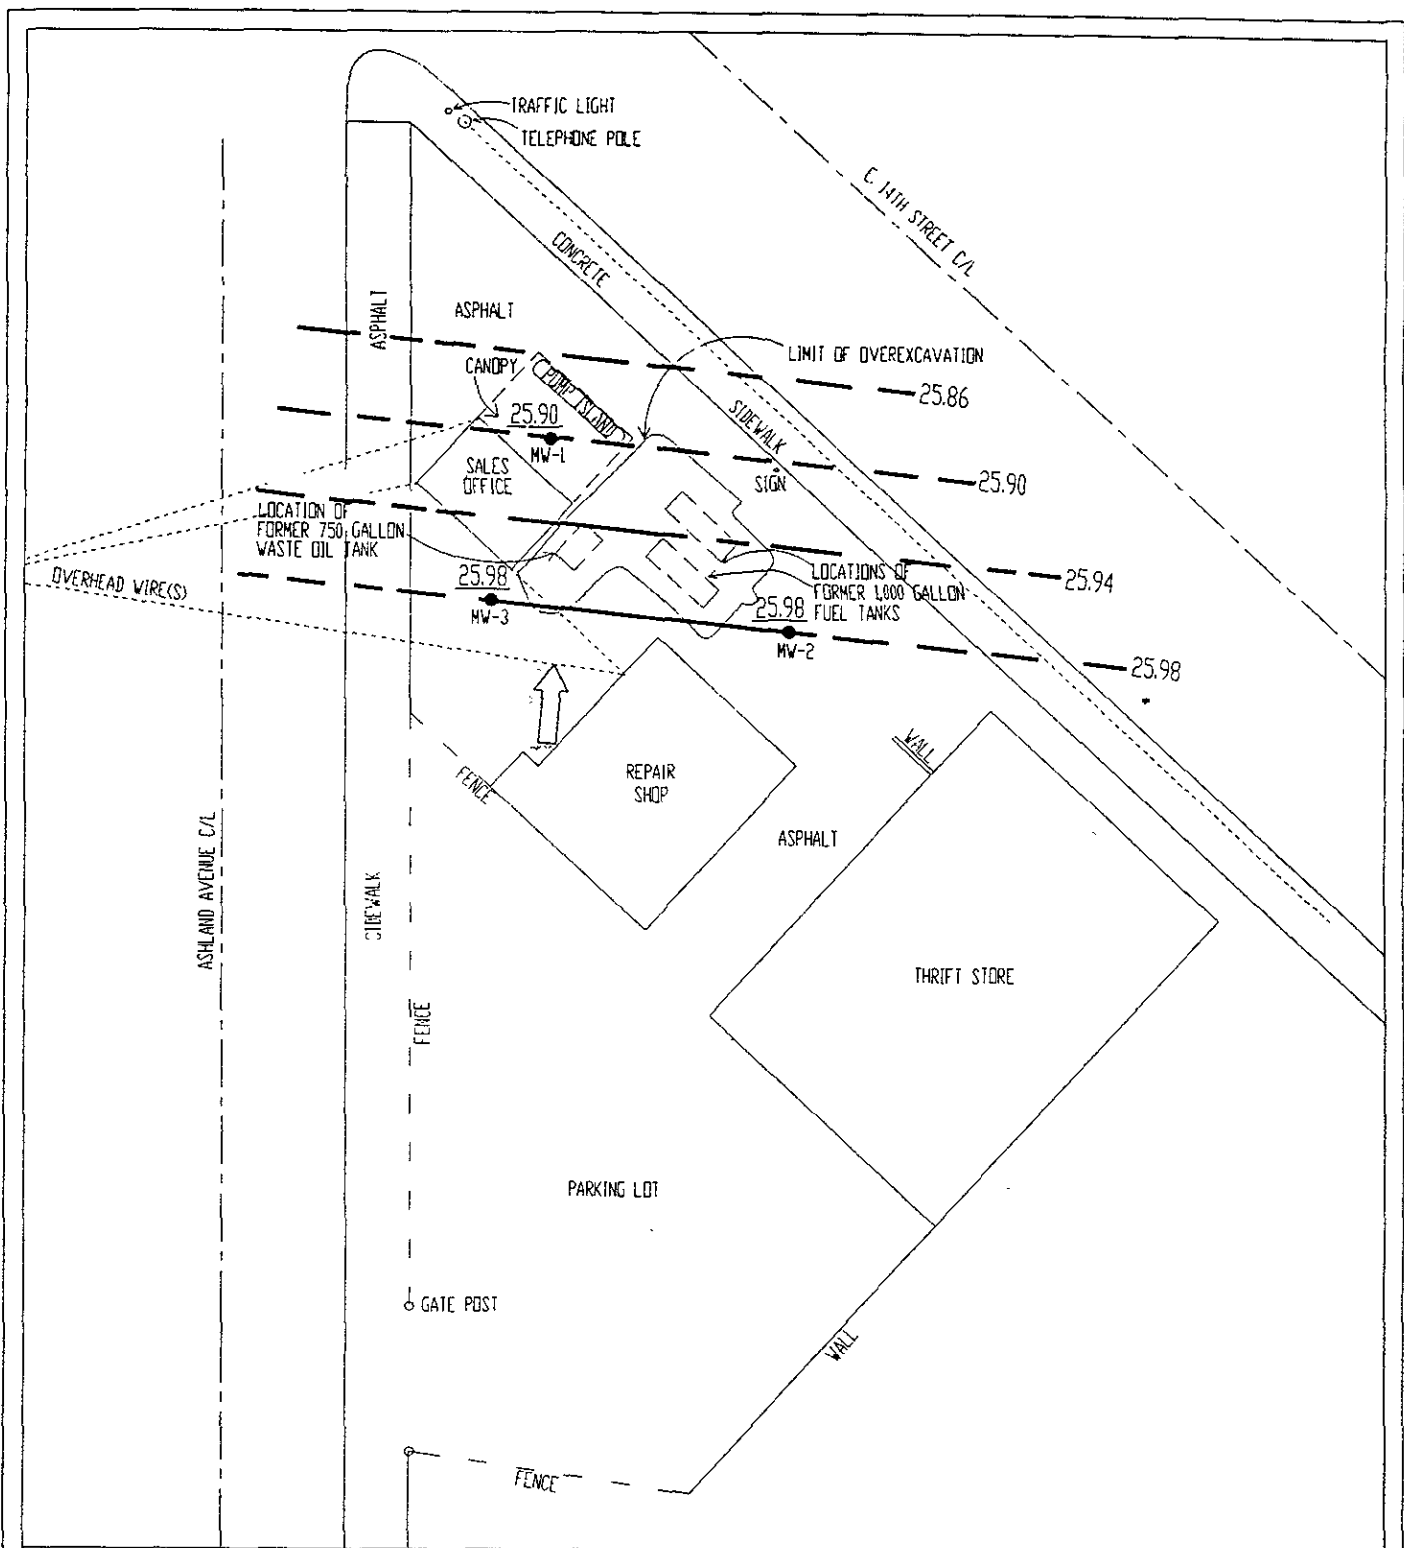 TRAFFIC LIGHT
TELEPHONE POLE
E. 14TH STREET C/L
CONCRETE
ASPHALT
ASPHALT
LIMIT OF OVEREXCAVATION
CANOPY
PUMP ISLAND
25.86
25.90
MW-1
SIDEWALK
SALES
OFFICE
SIGN
25.90
LOCATION OF
FORMER 750 GALLON
WASTE OIL TANK
OVERHEAD WIRE(S)
25.98
MW-3
LOCATIONS OF
FORMER 1,000 GALLON
FUEL TANKS
25.94
25.98
MW-2
25.98
WALL
FENCE
REPAIR
SHOP
ASPHALT
ASHLAND AVENUE C/L
SIDEWALK
FENCE
THRIFT STORE
PARKING LOT
GATE POST
WALL
FENCE